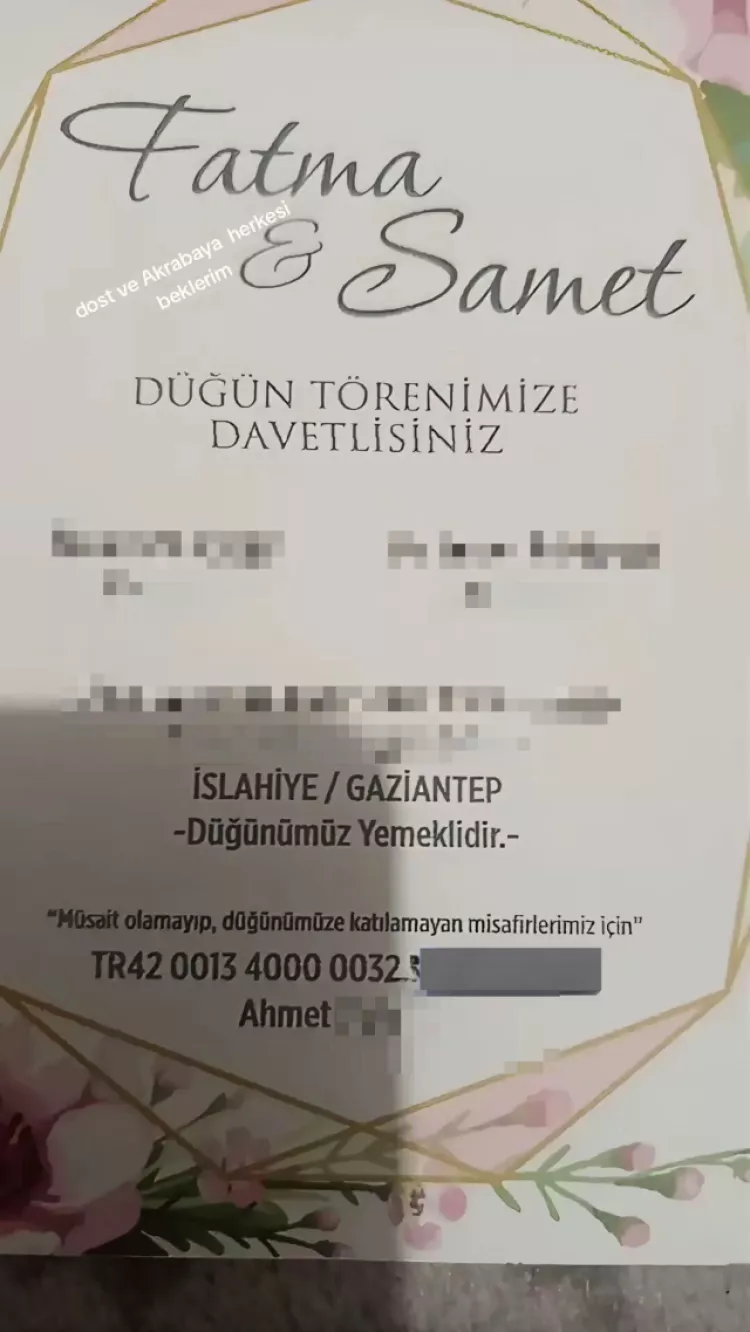 Fatma
& Samet
dost ve Akrabaya herkesi
beklerim
DÜĞÜN TÖRENİMİZE
DAVETLİSİNİZ
İSLAHİYE / GAZİANTEP
-Düğünümüz Yemeklidir.-
“Müsait olamayıp, düğünümüze katılamayan misafirlerimiz için”
TR42 0013 4000 0032
Ahmet